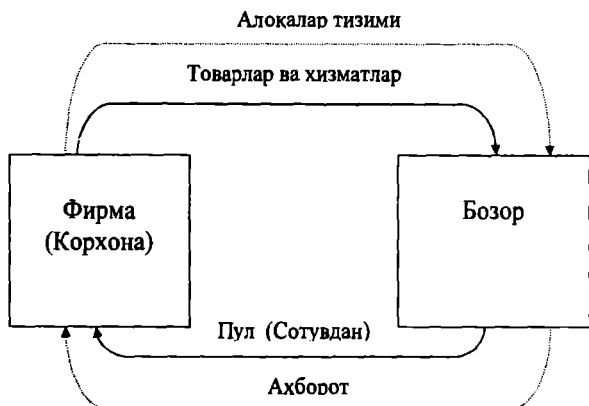 Алоқалар тизими
Товарлар ва хизматлар
Фирма
(Корхона)
Бозор
Пул (Сотувдан)
Ахборот